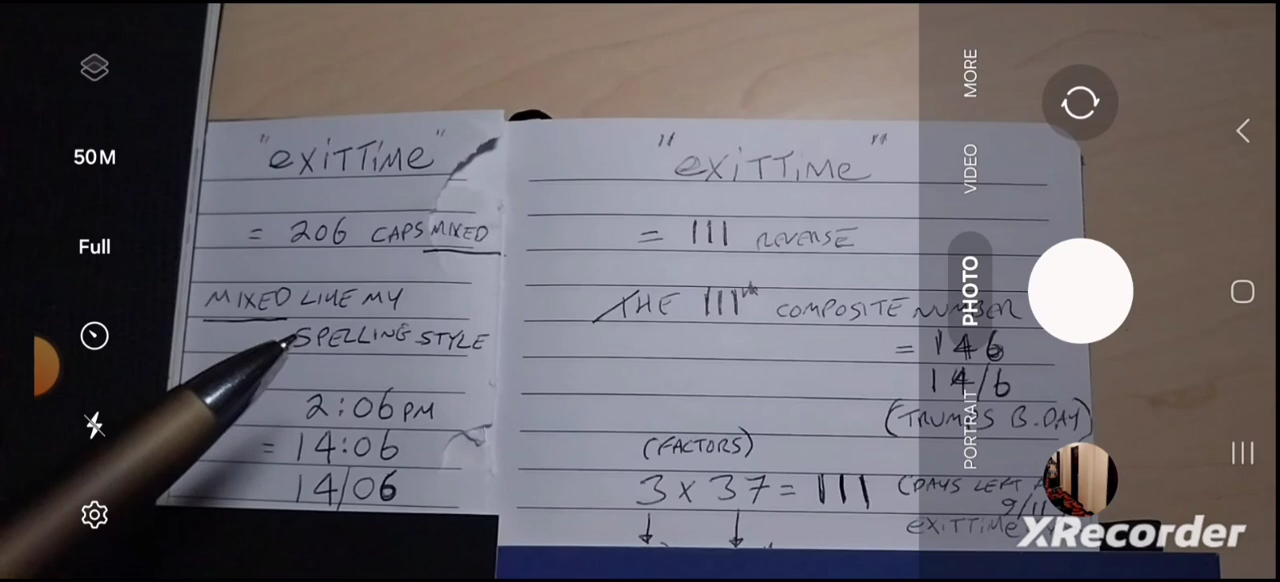 50M
Full
"exiTTiMe"
= 206 CAPS MIXED
MIXED LIKE MY
SPELLING STYLE
2:06 PM
= 14:06
14/06
"exiTTiMe"
= 111 REVERSE
THE 111th COMPOSITE NUMBER
= 146
14/6
(TRUMPS B.DAY)
(FACTORS)
3 x 37 = 111 (DAYS LEFT
9/11
exiTTiMe
MORE
VIDEO
PHOTO
PORTRAIT
XRecorder